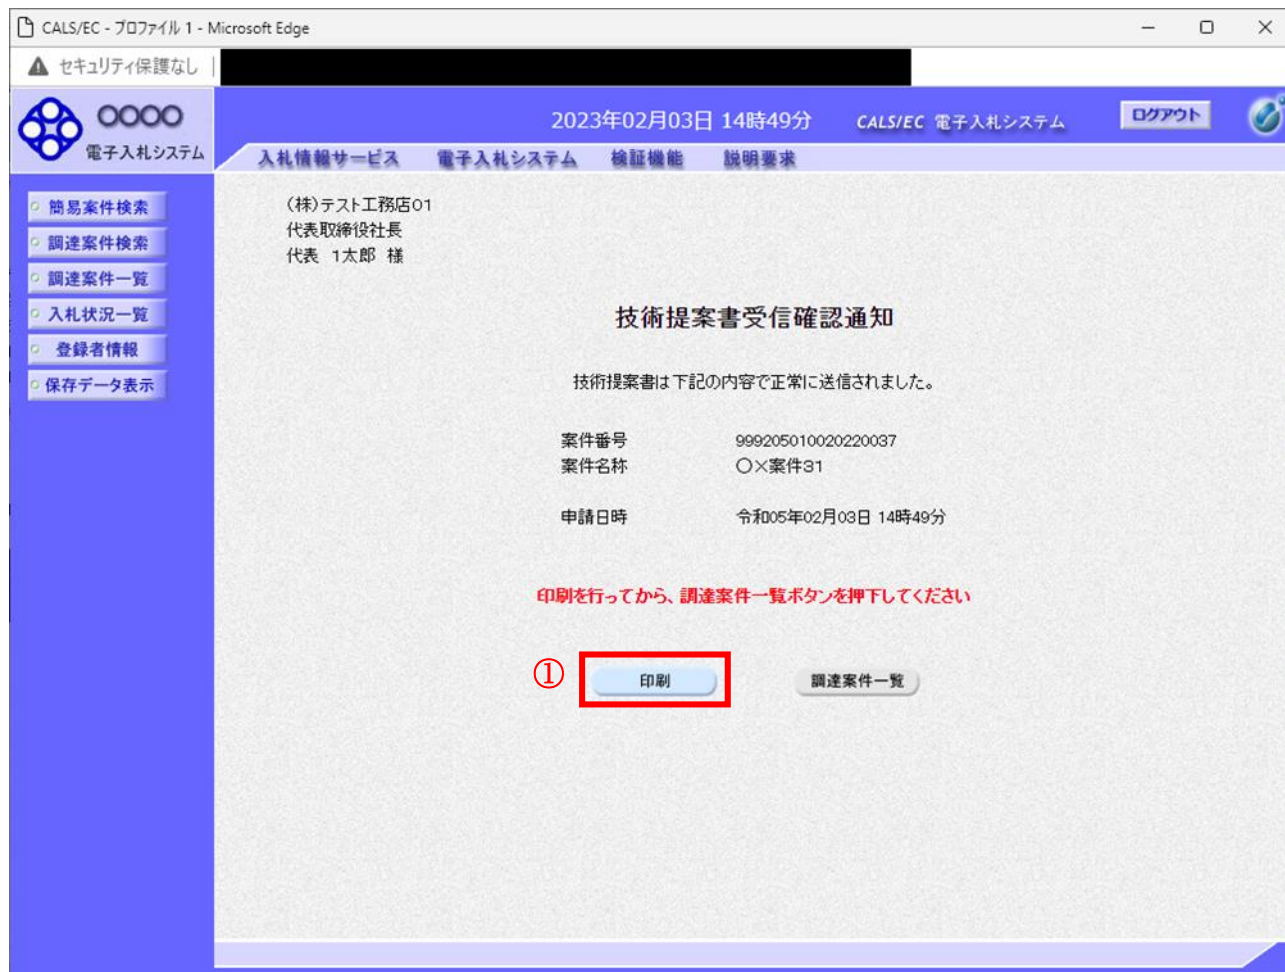 CALS/EC - プロファイル 1 - Microsoft Edge
セキュリティ保護なし
〇〇〇〇
電子入札システム
2023年02月03日 14時49分
CALS/EC 電子入札システム
ログアウト
入札情報サービス 電子入札システム 検証機能 説明要求
簡易案件検索
調達案件検索
調達案件一覧
入札状況一覧
登録者情報
保存データ表示
(株)テスト工務店01
代表取締役社長
代表 1太郎 様
技術提案書受信確認通知
技術提案書は下記の内容で正常に送信されました。
案件番号 999205010020220037
案件名称 〇×案件31
申請日時 令和05年02月03日 14時49分
印刷を行ってから、調達案件一覧ボタンを押下してください
① 印刷 調達案件一覧